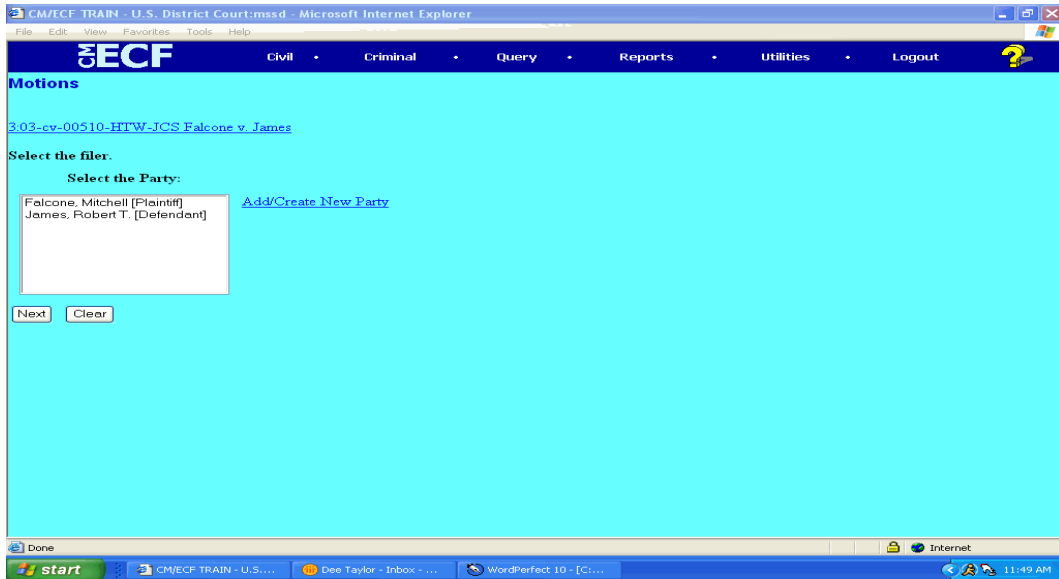 CM/ECF TRAIN - U.S. District Court:mssd - Microsoft Internet Explorer
File Edit View Favorites Tools Help
CM ECF Civil • Criminal • Query • Reports • Utilities • Logout ?
Motions
3:03-cv-00510-HTW-JCS Falcone v. James
Select the filer.
Select the Party:
Falcone, Mitchell [Plaintiff]
James, Robert T. [Defendant]
Add/Create New Party
Next Clear
Done Internet
start CM/ECF TRAIN - U.S.... Dee Taylor - Inbox - ... WordPerfect 10 - [C:... 11:49 AM